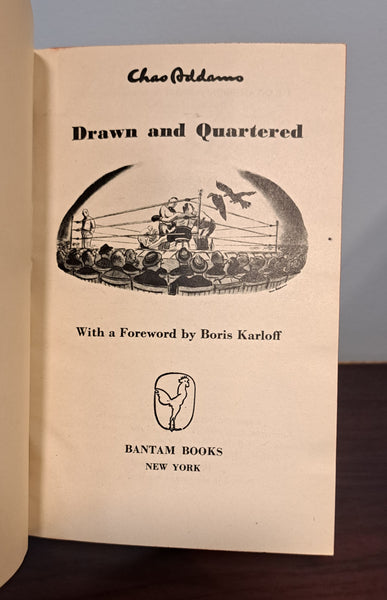 Chas Addams
Drawn and Quartered
With a Foreword by Boris Karloff
BANTAM BOOKS
NEW YORK